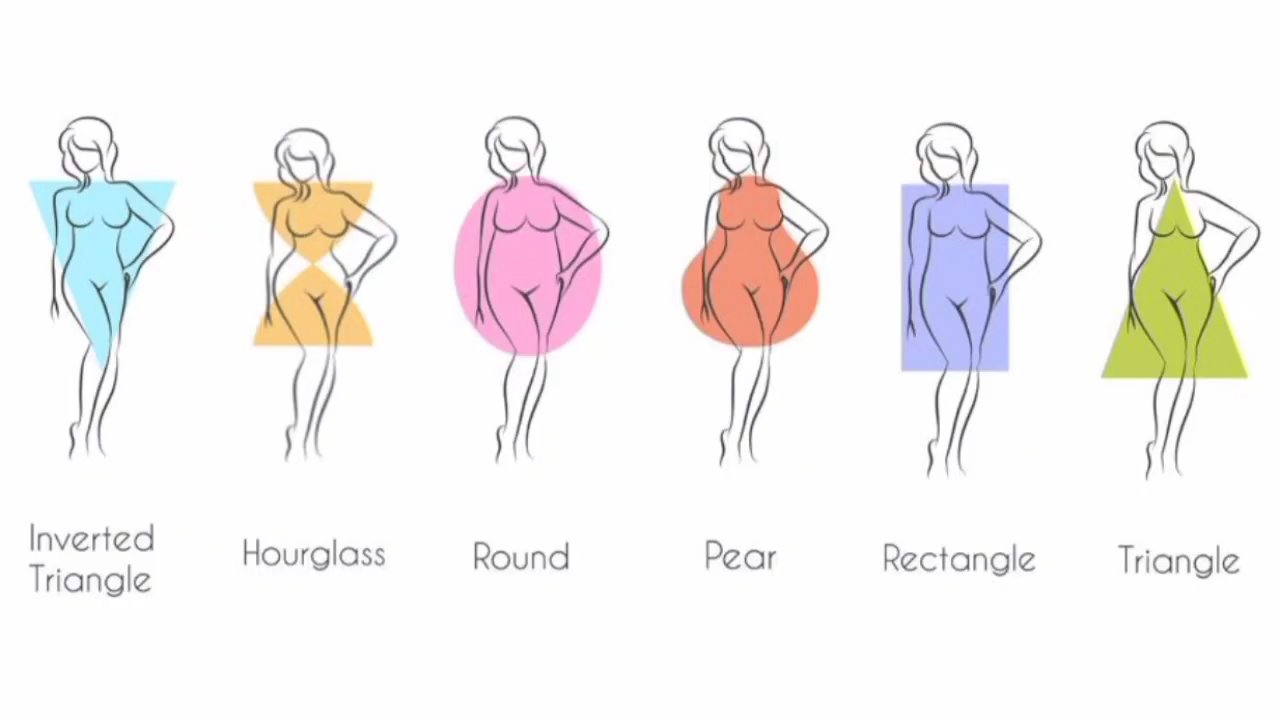 Inverted
Triangle
Hourglass
Round
Pear
Rectangle
Triangle